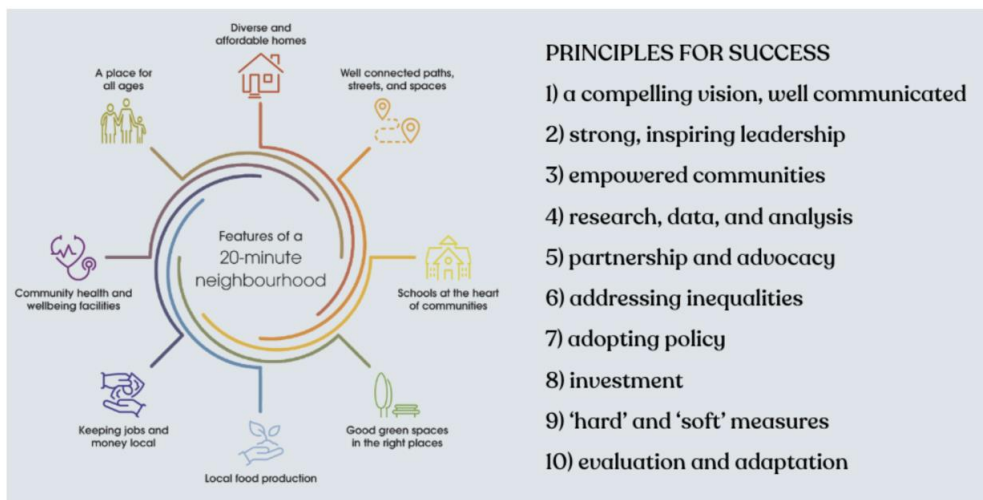 Diverse and
affordable homes
Well connected paths,
streets, and spaces
Schools at the heart
of communities
Good green spaces
in the right places
Local food production
Keeping jobs and
money local
Community health and
wellbeing facilities
A place for
all ages
Features of a
20-minute
neighbourhood
PRINCIPLES FOR SUCCESS
1) a compelling vision, well communicated
2) strong, inspiring leadership
3) empowered communities
4) research, data, and analysis
5) partnership and advocacy
6) addressing inequalities
7) adopting policy
8) investment
9) ‘hard’ and ‘soft’ measures
10) evaluation and adaptation